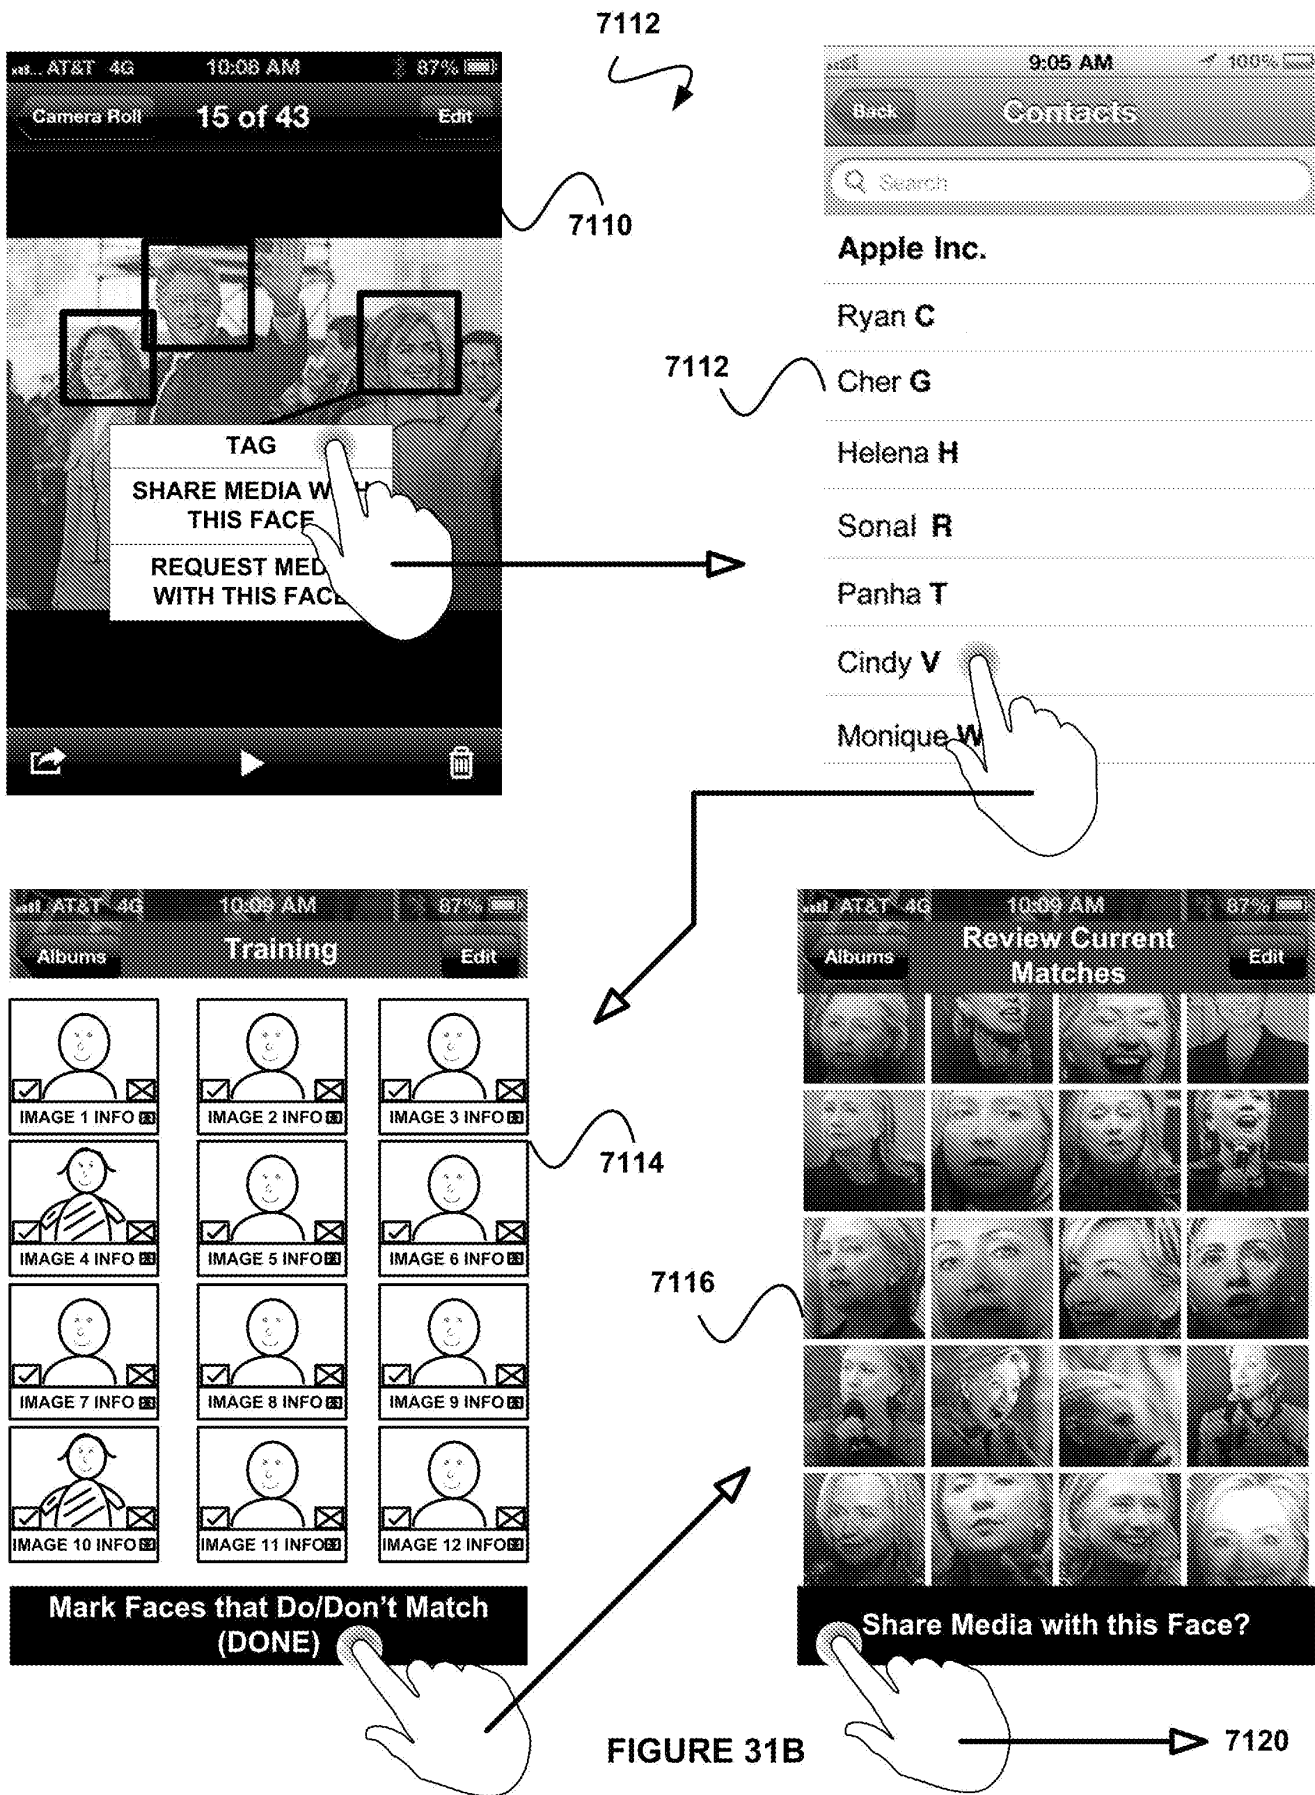 7112
AT&T 4G 10:08 AM 87%
Camera Roll 15 of 43 Edit
7110
TAG
SHARE MEDIA W H
THIS FACE
REQUEST MED
WITH THIS FACE
9:05 AM 100%
Back Contacts
Search
Apple Inc.
Ryan C
7112
Cher G
Helena H
Sonal R
Panha T
Cindy V
Monique W
AT&T 4G 10:09 AM 87%
Albums Training Edit
IMAGE 1 INFO IMAGE 2 INFO IMAGE 3 INFO
7114
IMAGE 4 INFO IMAGE 5 INFO IMAGE 6 INFO
IMAGE 7 INFO IMAGE 8 INFO IMAGE 9 INFO
IMAGE 10 INFO IMAGE 11 INFO IMAGE 12 INFO
Mark Faces that Do/Don't Match
(DONE)
AT&T 4G 10:09 AM 87%
Albums Review Current Edit
Matches
7116
Share Media with this Face?
7120
FIGURE 31B